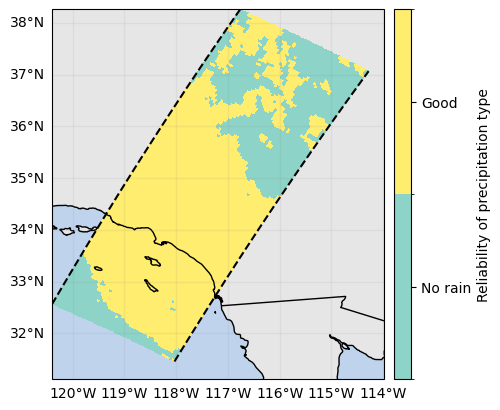 38°N
37°N
36°N
35°N
34°N
33°N
32°N
120°W 119°W 118°W 117°W 116°W 115°W 114°W
Good
No rain
Reliability of precipitation type